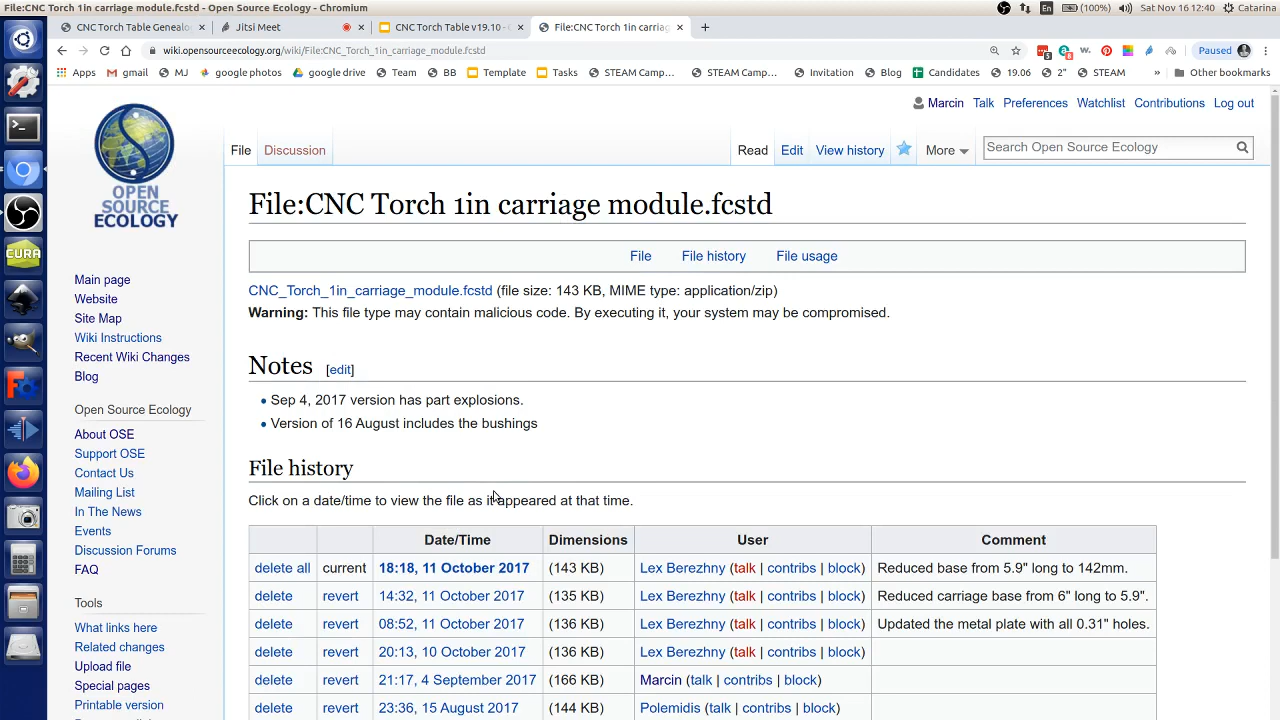 File:CNC Torch 1in carriage module.fcstd - Open Source Ecology - Chromium
En (100%) Sat Nov 16 12:40 Catarina
CNC Torch Table Geneal
Jitsi Meet
CNC Torch Table v19.10 -
File:CNC Torch 1in carria
wiki.opensourceecology.org/wiki/File:CNC_Torch_1in_carriage_module.fcstd
Paused
Apps gmail MJ google photos google drive Team BB Template Tasks STEAM Camp... STEAM Camp... Invitation Blog Candidates 19.06 2" STEAM » Other bookmarks
Marcin Talk Preferences Watchlist Contributions Log out
File Discussion Read Edit View history More Search Open Source Ecology
OPEN
SOURCE
ECOLOGY
CURA
File:CNC Torch 1in carriage module.fcstd
File File history File usage
CNC_Torch_1in_carriage_module.fcstd (file size: 143 KB, MIME type: application/zip)
Warning: This file type may contain malicious code. By executing it, your system may be compromised.
Notes [edit]
Sep 4, 2017 version has part explosions.
Version of 16 August includes the bushings
File history
Click on a date/time to view the file as it appeared at that time.
Date/Time Dimensions User Comment
delete all current 18:18, 11 October 2017 (143 KB) Lex Berezhny (talk | contribs | block) Reduced base from 5.9" long to 142mm.
delete revert 14:32, 11 October 2017 (135 KB) Lex Berezhny (talk | contribs | block) Reduced carriage base from 6" long to 5.9".
delete revert 08:52, 11 October 2017 (136 KB) Lex Berezhny (talk | contribs | block) Updated the metal plate with all 0.31" holes.
delete revert 20:13, 10 October 2017 (136 KB) Lex Berezhny (talk | contribs | block)
delete revert 21:17, 4 September 2017 (166 KB) Marcin (talk | contribs | block)
delete revert 23:36, 15 August 2017 (144 KB) Polemidis (talk | contribs | block)
Main page
Website
Site Map
Wiki Instructions
Recent Wiki Changes
Blog
Open Source Ecology
About OSE
Support OSE
Contact Us
Mailing List
In The News
Events
Discussion Forums
FAQ
Tools
What links here
Related changes
Upload file
Special pages
Printable version